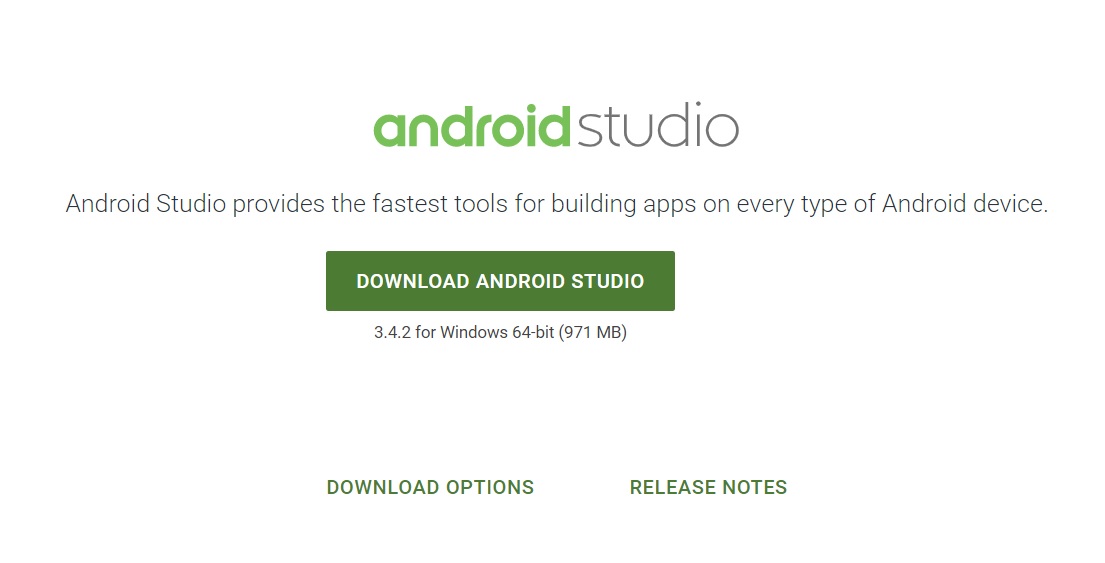 androidstudio
Android Studio provides the fastest tools for building apps on every type of Android device.
DOWNLOAD ANDROID STUDIO
3.4.2 for Windows 64-bit (971 MB)
DOWNLOAD OPTIONS
RELEASE NOTES